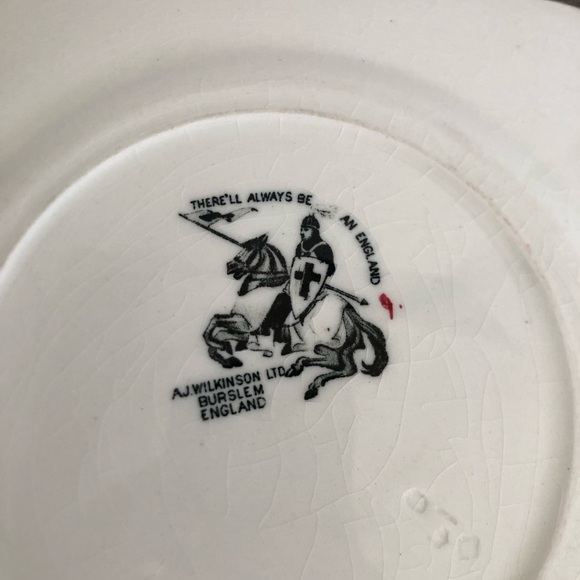 THERE'LL ALWAYS BE AN ENGLAND
A.J. WILKINSON LTD.
BURSLEM
ENGLAND